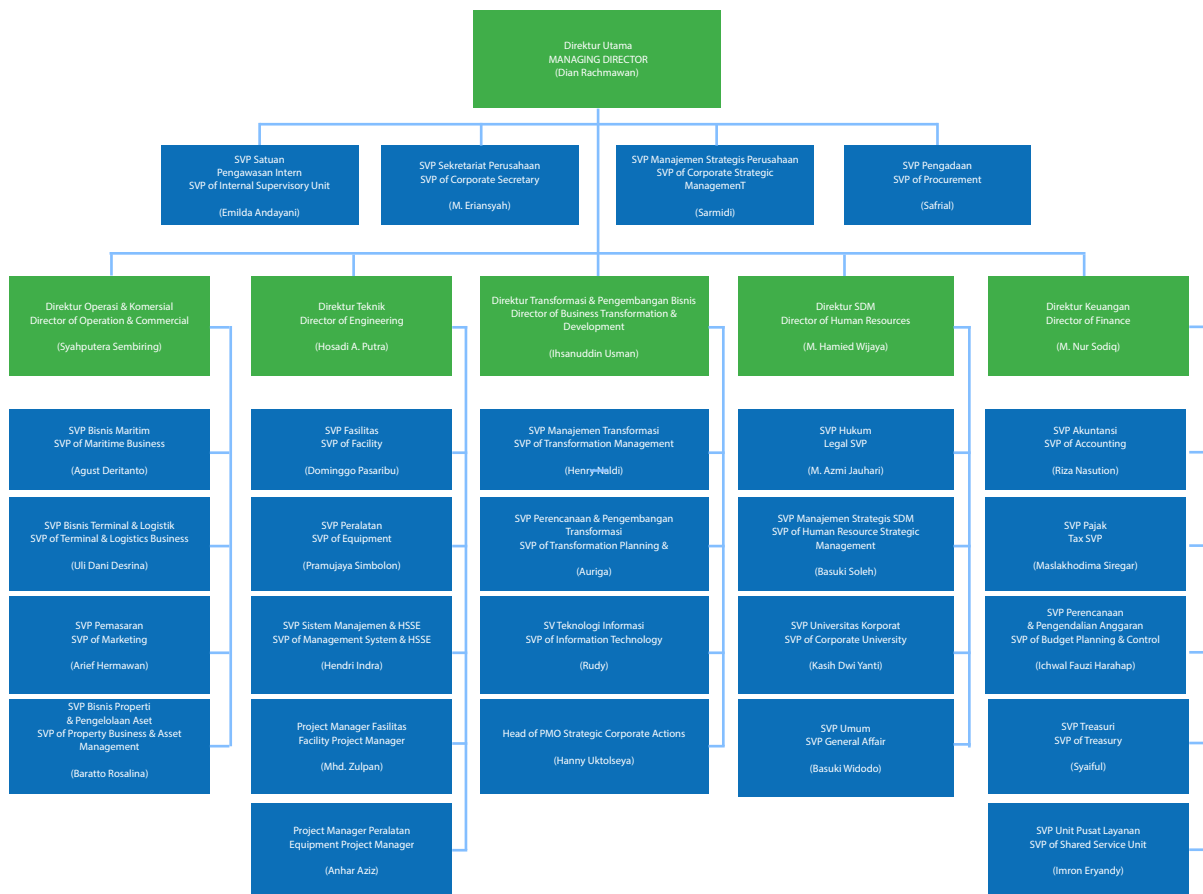 Direktur Utama
MANAGING DIRECTOR
(Dian Rachmawan)
SVP Satuan
Pengawasan Intern
SVP of Internal Supervisory Unit
(Emilda Andayani)
SVP Sekretariat Perusahaan
SVP of Corporate Secretary
(M. Eriansyah)
SVP Manajemen Strategis Perusahaan
SVP of Corporate Strategic
ManagemenT
(Sarmidi)
SVP Pengadaan
SVP of Procurement
(Safrial)
Direktur Operasi & Komersial
Director of Operation & Commercial
(Syahputera Sembiring)
Direktur Teknik
Director of Engineering
(Hosadi A. Putra)
Direktur Transformasi & Pengembangan Bisnis
Director of Business Transformation &
Development
(Ihsanuddin Usman)
Direktur SDM
Director of Human Resources
(M. Hamied Wijaya)
Direktur Keuangan
Director of Finance
(M. Nur Sodiq)
SVP Bisnis Maritim
SVP of Maritime Business
(Agust Deritanto)
SVP Fasilitas
SVP of Facility
(Dominggo Pasaribu)
SVP Manajemen Transformasi
SVP of Transformation Management
(Henry Naldi)
SVP Hukum
Legal SVP
(M. Azmi Jauhari)
SVP Akuntansi
SVP of Accounting
(Riza Nasution)
SVP Bisnis Terminal & Logistik
SVP of Terminal & Logistics Business
(Uli Dani Desrina)
SVP Peralatan
SVP of Equipment
(Pramujaya Simbolon)
SVP Perencanaan & Pengembangan
Transformasi
SVP of Transformation Planning &
(Auriga)
SVP Manajemen Strategis SDM
SVP of Human Resource Strategic
Management
(Basuki Soleh)
SVP Pajak
Tax SVP
(Maslakhodima Siregar)
SVP Pemasaran
SVP of Marketing
(Arief Hermawan)
SVP Sistem Manajemen & HSSE
SVP of Management System & HSSE
(Hendri Indra)
SV Teknologi Informasi
SVP of Information Technology
(Rudy)
SVP Universitas Korporat
SVP of Corporate University
(Kasih Dwi Yanti)
SVP Perencanaan
& Pengendalian Anggaran
SVP of Budget Planning & Control
(Ichwal Fauzi Harahap)
SVP Bisnis Properti
& Pengelolaan Aset
SVP of Property Business & Asset
Management
(Baratto Rosalina)
Project Manager Fasilitas
Facility Project Manager
(Mhd. Zulpan)
Head of PMO Strategic Corporate Actions
(Hanny Uktolseya)
SVP Umum
SVP General Affair
(Basuki Widodo)
SVP Treasuri
SVP of Treasury
(Syaiful)
Project Manager Peralatan
Equipment Project Manager
(Anhar Aziz)
SVP Unit Pusat Layanan
SVP of Shared Service Unit
(Imron Eryandy)